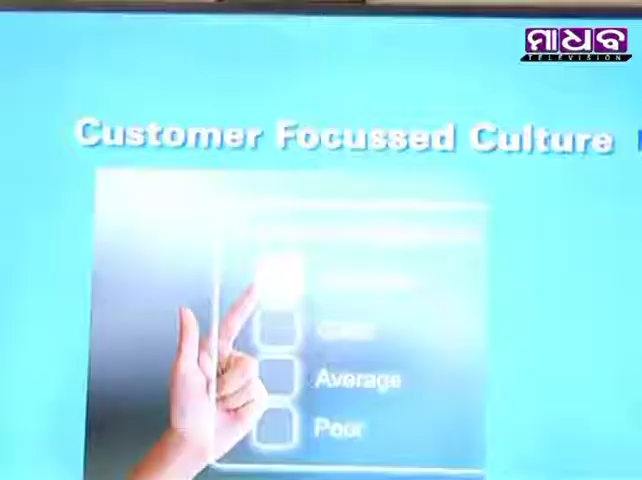 ମାଧବ
TELEVISION
Customer Focussed Culture
Average
Poor